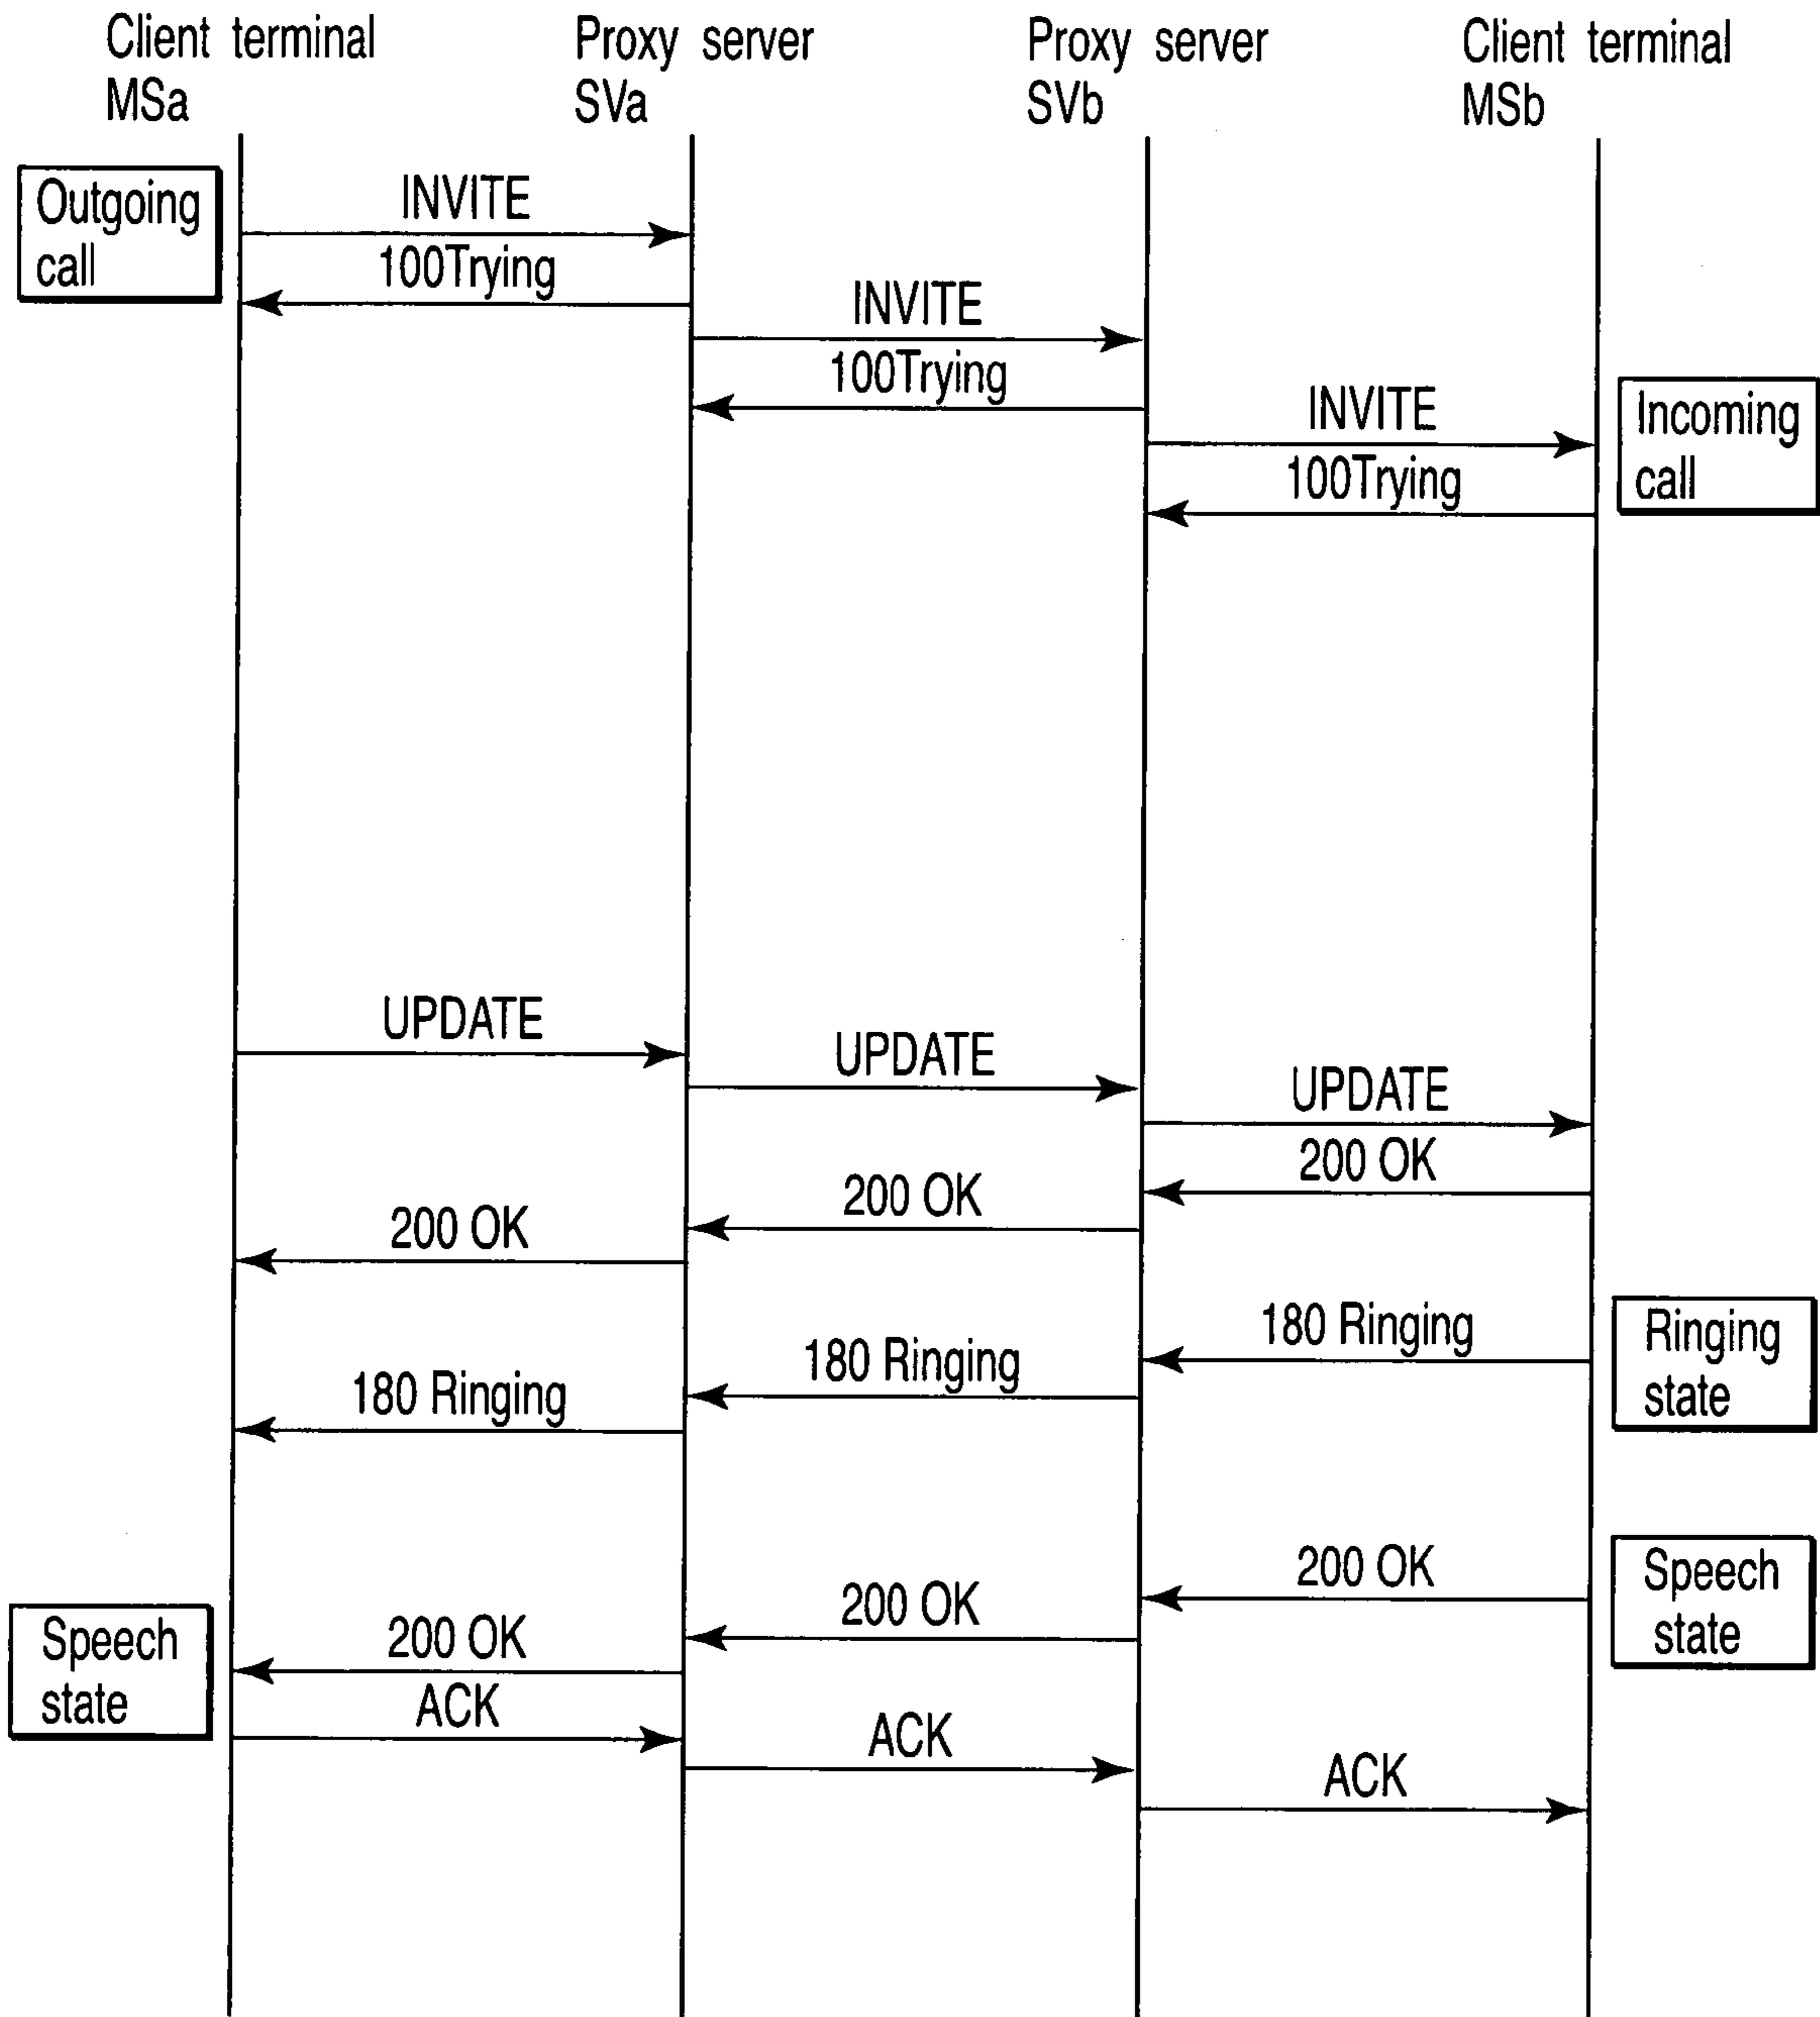 Client terminal
MSa
Proxy server
SVa
Proxy server
SVb
Client terminal
MSb
Outgoing
call
INVITE
100Trying
INVITE
100Trying
INVITE
100Trying
Incoming
call
UPDATE
UPDATE
UPDATE
200 OK
200 OK
200 OK
180 Ringing
180 Ringing
180 Ringing
Ringing
state
200 OK
200 OK
200 OK
Speech
state
Speech
state
ACK
ACK
ACK